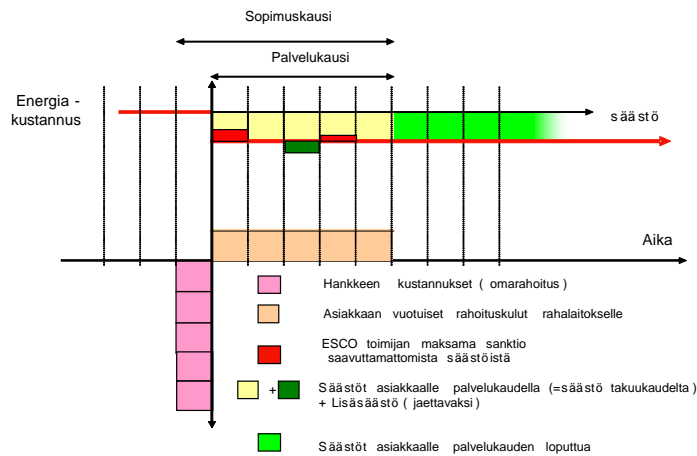 Sopimuskausi
Palvelukausi
Energia -
kustannus
säästö
Aika
Hankkeen kustannukset ( omarahoitus )
Asiakkaan vuotuiset rahoituskulut rahalaitokselle
ESCO toimijan maksama sanktio
saavuttamattomista säästöistä
+
Säästöt asiakkaalle palvelukaudella (=säästö takuukaudelta )
+ Lisäsäästö ( jaettavaksi )
Säästöt asiakkaalle palvelukauden loputtua